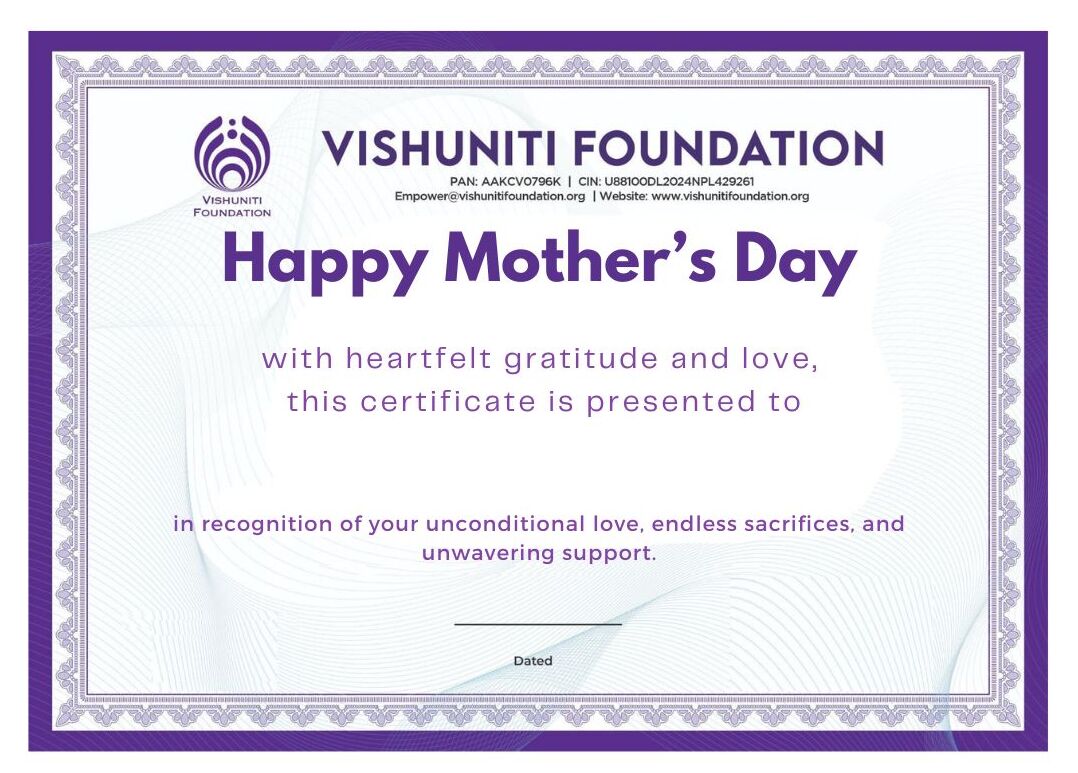 VISHUNITI
FOUNDATION
VISHUNITI FOUNDATION
PAN: AAKCV0796K | CIN: U88100DL2024NPL429261
Empower@vishunitifoundation.org | Website: www.vishunitifoundation.org
Happy Mother's Day
with heartfelt gratitude and love,
this certificate is presented to
in recognition of your unconditional love, endless sacrifices, and
unwavering support.
Dated